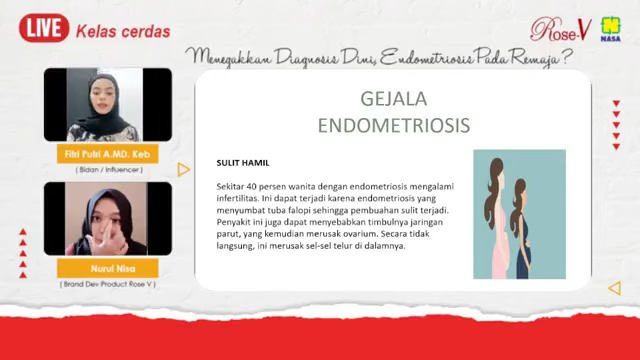 LIVE
Kelas cerdas
Rose-V
NASA
Menegakkan Diagnosis Dini, Endometriosis Pada Remaja?
Fitri Putri A.MD. Keb
( Bidan / Influencer )
Nurul Nisa
( Brand Dev Product Rose V )
GEJALA
ENDOMETRIOSIS
SULIT HAMIL
Sekitar 40 persen wanita dengan endometriosis mengalami
infertilitas. Ini dapat terjadi karena endometriosis yang
menyumbat tuba falopi sehingga pembuahan sulit terjadi.
Penyakit ini juga dapat menyebabkan timbulnya jaringan
parut, yang kemudian merusak ovarium. Secara tidak
langsung, ini merusak sel-sel telur di dalamnya.